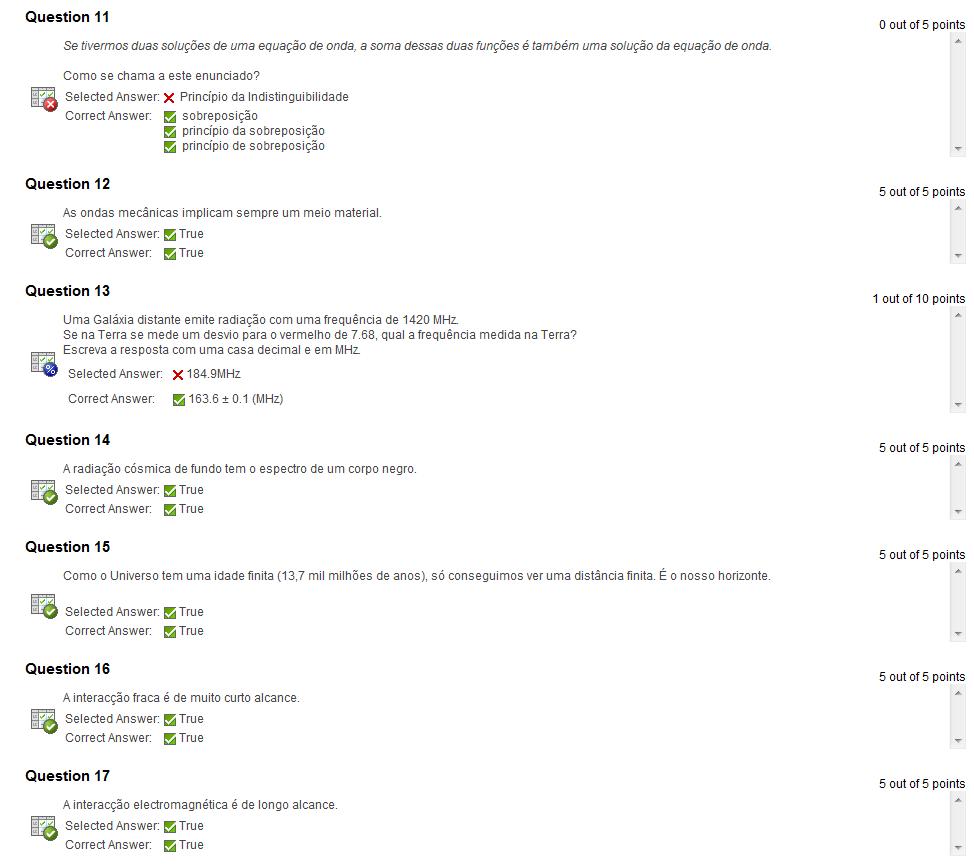 Question 11
0 out of 5 points
Se tivermos duas soluções de uma equação de onda, a soma dessas duas funções é também uma solução da equação de onda.
Como se chama a este enunciado?
Selected Answer: Princípio da Indistinguibilidade
Correct Answer: sobreposição
princípio da sobreposição
princípio de sobreposição
Question 12
5 out of 5 points
As ondas mecânicas implicam sempre um meio material.
Selected Answer: True
Correct Answer: True
Question 13
1 out of 10 points
Uma Galáxia distante emite radiação com uma frequência de 1420 MHz.
Se na Terra se mede um desvio para o vermelho de 7.68, qual a frequência medida na Terra?
Escreva a resposta com uma casa decimal e em MHz.
Selected Answer: 184.9MHz
Correct Answer: 163.6 ± 0.1 (MHz)
Question 14
5 out of 5 points
A radiação cósmica de fundo tem o espectro de um corpo negro.
Selected Answer: True
Correct Answer: True
Question 15
5 out of 5 points
Como o Universo tem uma idade finita (13,7 mil milhões de anos), só conseguimos ver uma distância finita. É o nosso horizonte.
Selected Answer: True
Correct Answer: True
Question 16
5 out of 5 points
A interacção fraca é de muito curto alcance.
Selected Answer: True
Correct Answer: True
Question 17
5 out of 5 points
A interacção electromagnética é de longo alcance.
Selected Answer: True
Correct Answer: True